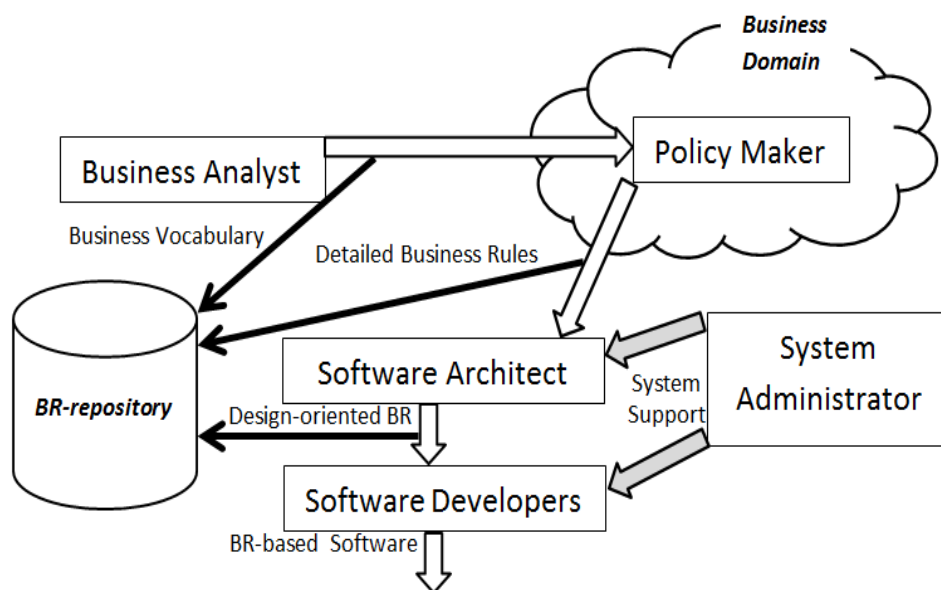 Business
Domain
Business Analyst
Policy Maker
Business Vocabulary
Detailed Business Rules
BR-repository
Software Architect
System
Administrator
System
Support
Design-oriented BR
Software Developers
BR-based Software